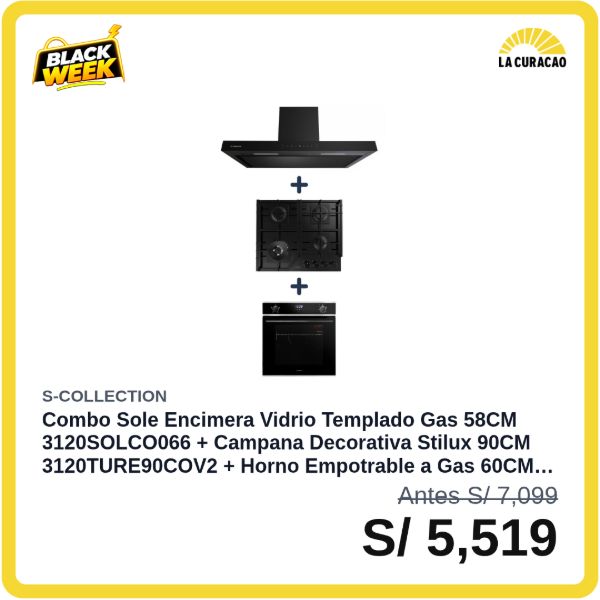 BLACK
WEEK
LA CURACAO
+
+
S-COLLECTION
Combo Sole Encimera Vidrio Templado Gas 58CM
3120SOLCO066 + Campana Decorativa Stilux 90CM
3120TURE90COV2 + Horno Empotrable a Gas 60CM…
Antes S/ 7,099
S/ 5,519